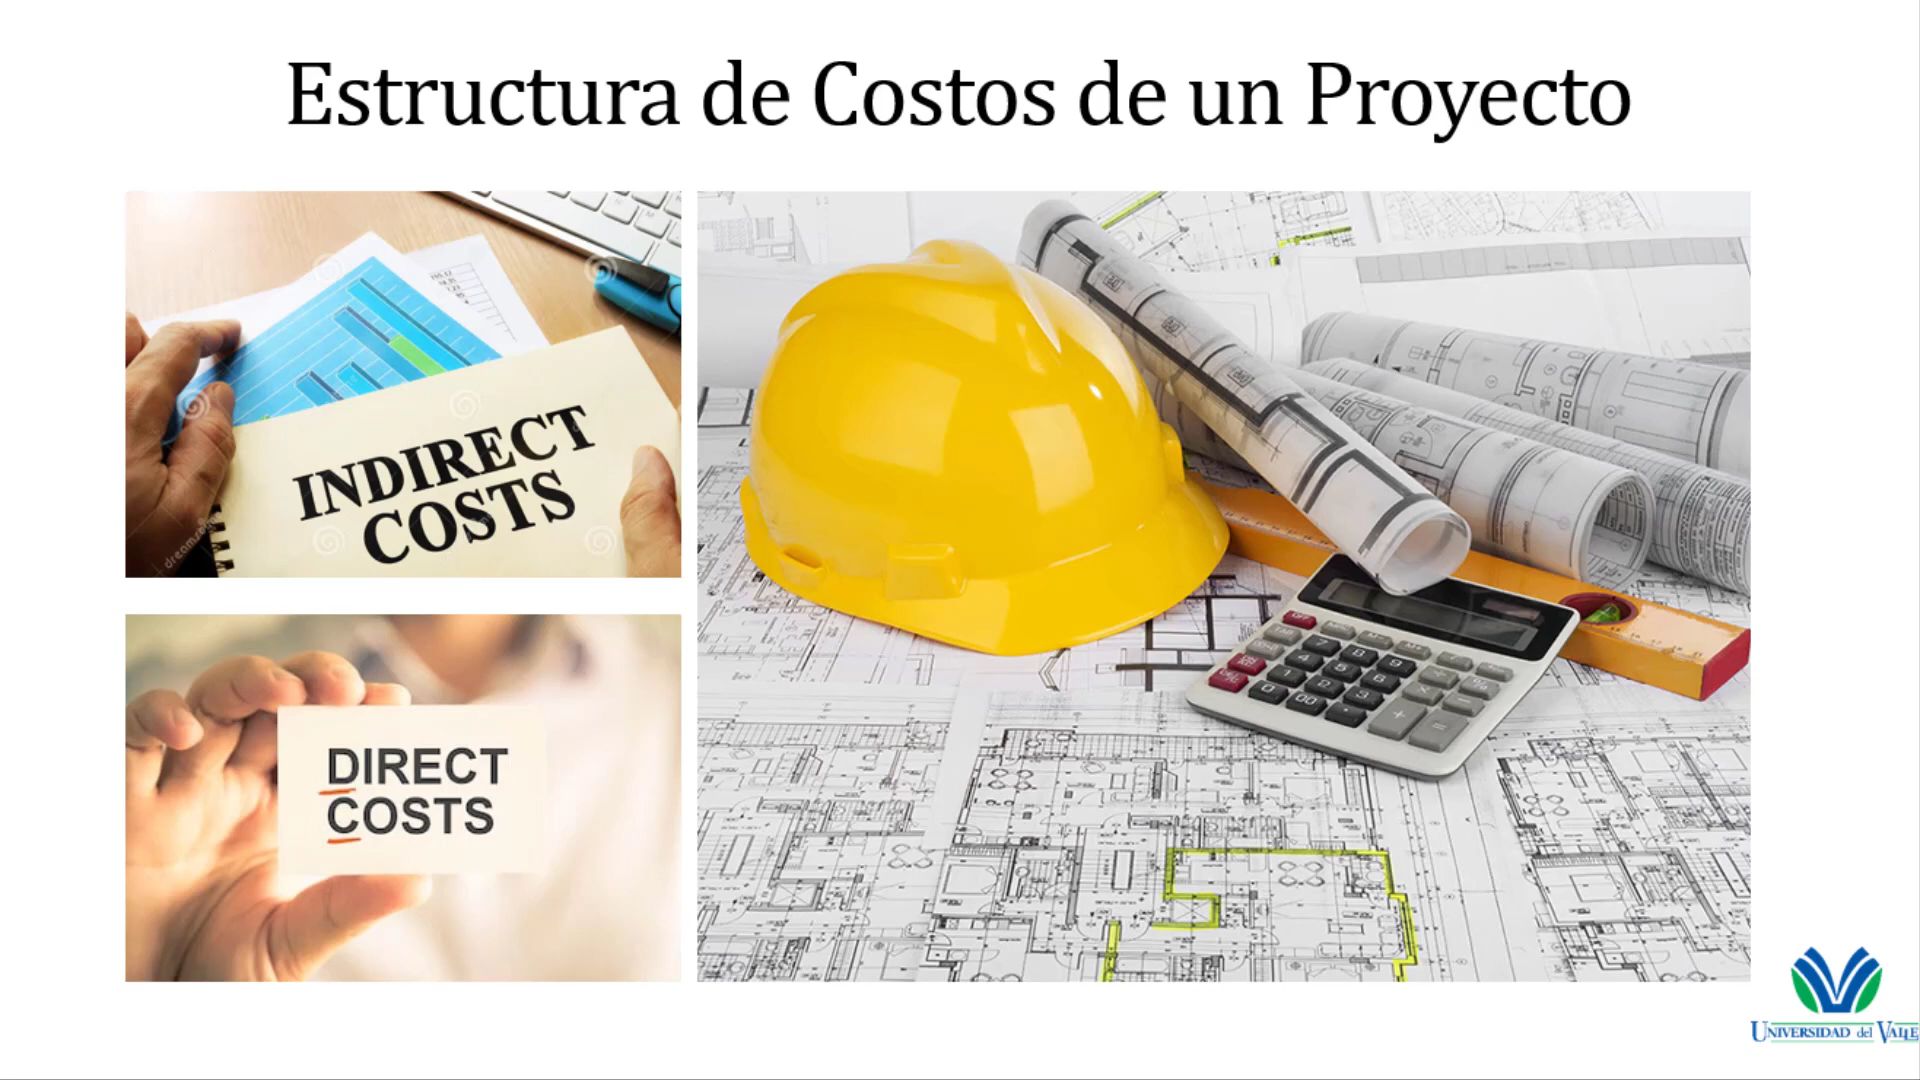 Estructura de Costos de un Proyecto
INDIRECT
COSTS
DIRECT
COSTS
UNIVERSIDAD del VALLE